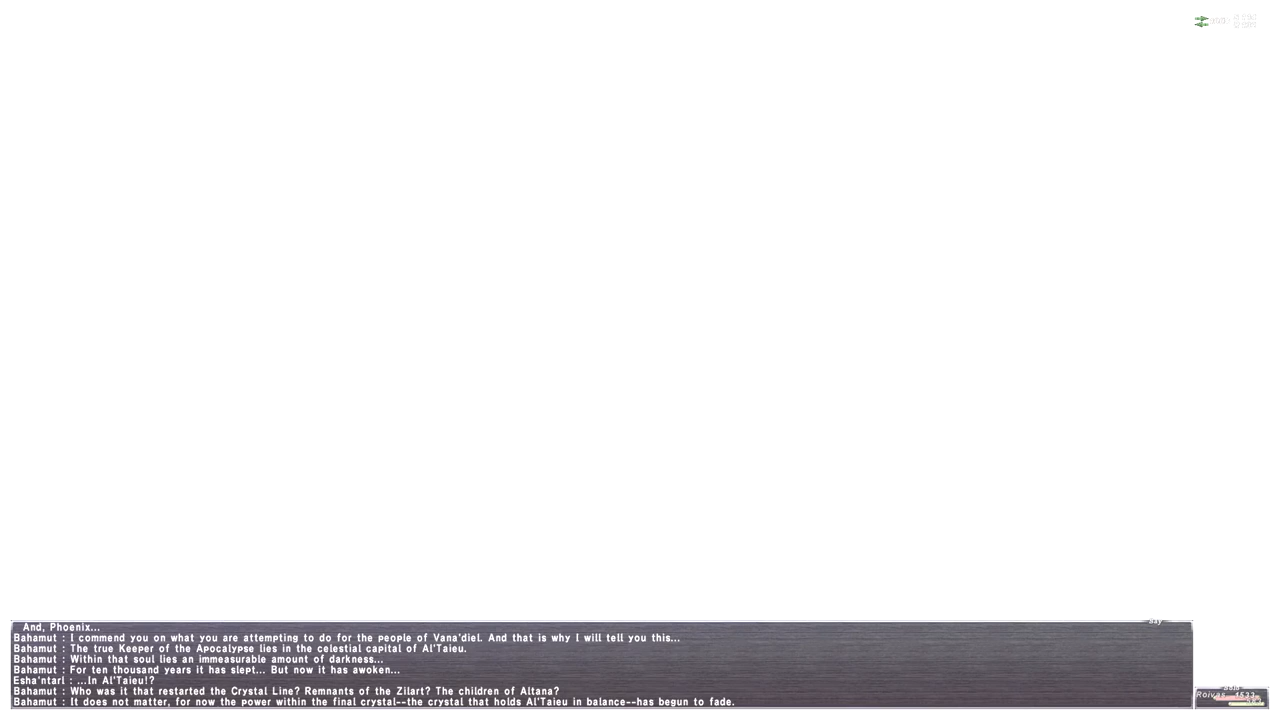 And, Phoenix...
Bahamut : I commend you on what you are attempting to do for the people of Vana'diel. And that is why I will tell you this...
Bahamut : The true Keeper of the Apocalypse lies in the celestial capital of Al'Taieu.
Bahamut : Within that soul lies an immeasurable amount of darkness...
Bahamut : For ten thousand years it has slept... But now it has awoken...
Esha'ntarl : ...In Al'Taieu!?
Bahamut : Who was it that restarted the Crystal Line? Remnants of the Zilart? The children of Altana?
Bahamut : It does not matter, for now the power within the final crystal--the crystal that holds Al'Taieu in balance--has begun to fade.
Say
Solo